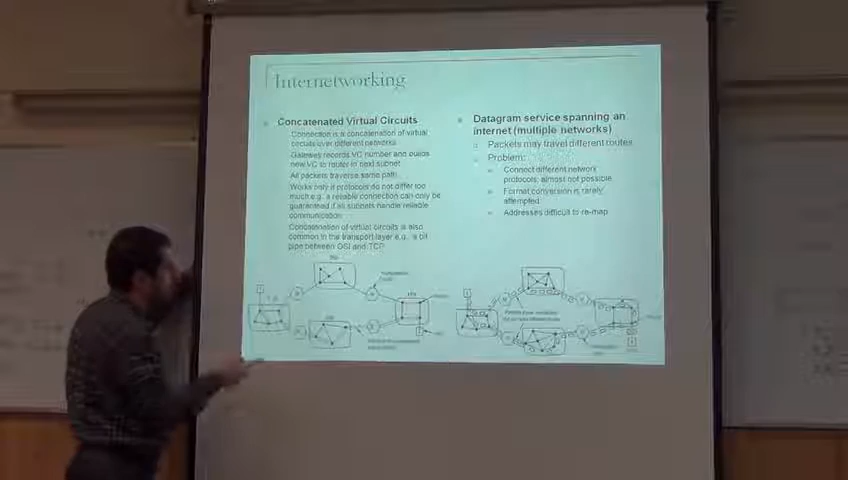 Internetworking
Concatenated Virtual Circuits
Connection is a concatenation of virtual
circuits over different networks
Gateway records VC number and builds
new VC to router in next subnet
All packets traverse same path
Works only if protocols do not differ too
much e.g. a reliable connection can only be
guaranteed if all subnets handle reliable
communication
Concatenation of virtual circuits is also
common in the transport layer e.g., a bit
pipe between OSI and TCP
Datagram service spanning an
internet (multiple networks)
Packets may travel different routes
Problem:
Connect different network
protocols, almost not possible
Format conversion is rarely
attempted
Addresses difficult to re-map